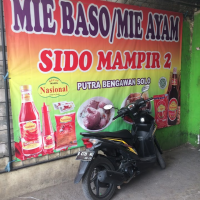 MIE BASO/MIE AYAM
SIDO MAMPIR 2
PUTRA BENGAWAN SOLO
Nasional